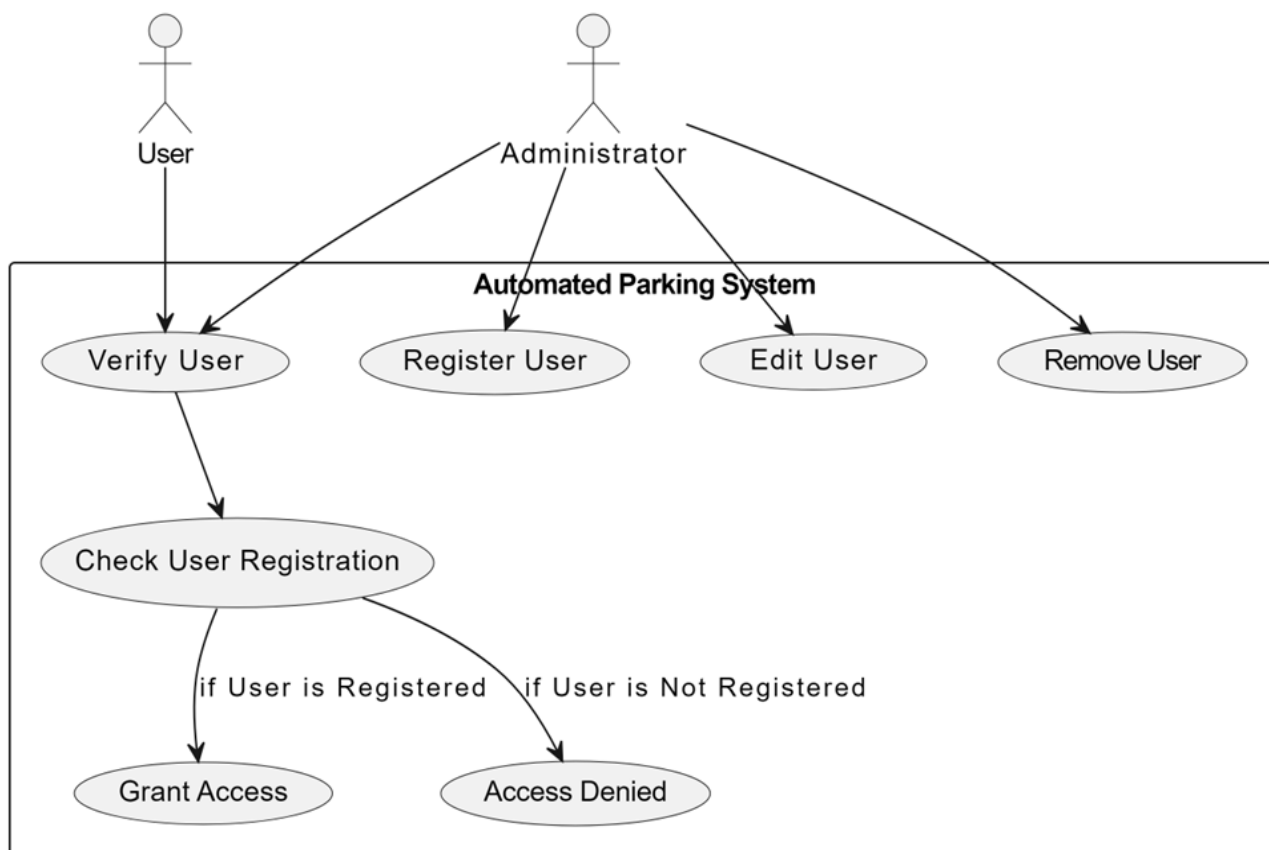 User
Administrator
Automated Parking System
Verify User
Register User
Edit User
Remove User
Check User Registration
if User is Registered
if User is Not Registered
Grant Access
Access Denied